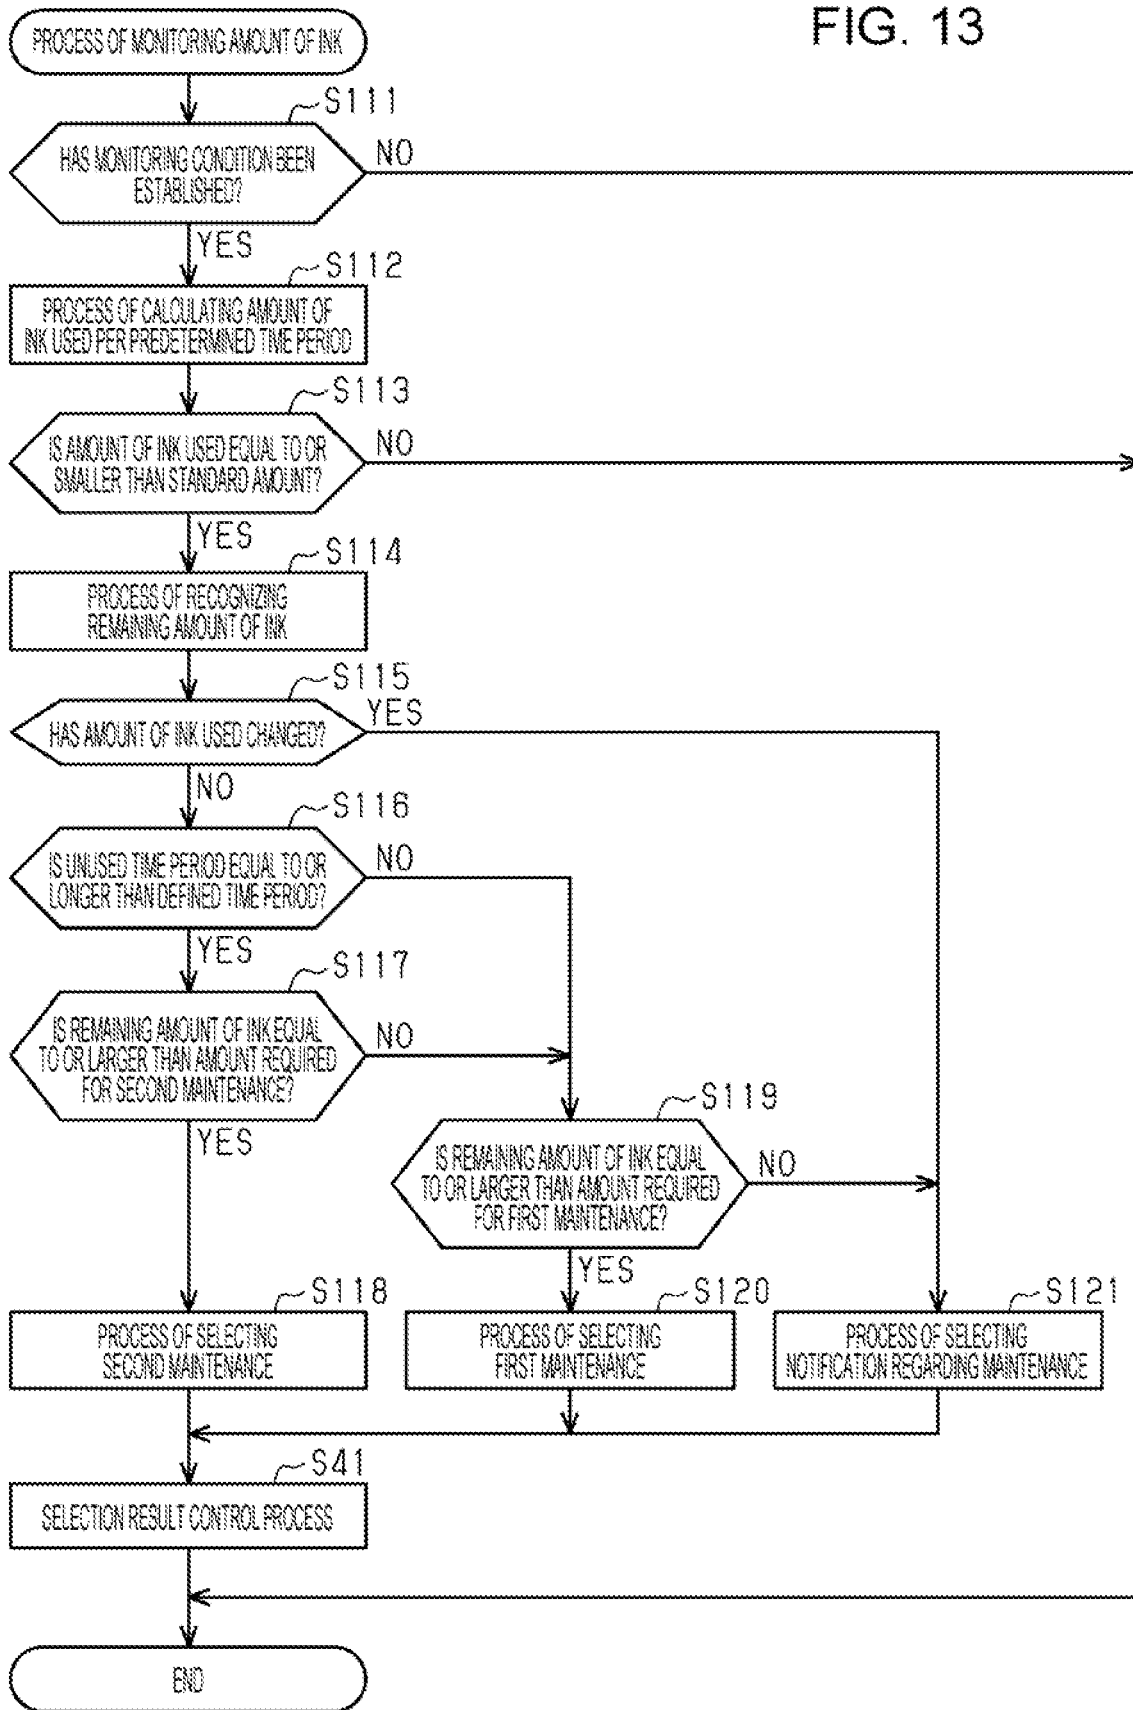 FIG. 13
PROCESS OF MONITORING AMOUNT OF INK
S111
HAS MONITORING CONDITION BEEN
ESTABLISHED?
NO
YES
S112
PROCESS OF CALCULATING AMOUNT OF
INK USED PER PREDETERMINED TIME PERIOD
S113
IS AMOUNT OF INK USED EQUAL TO OR
SMALLER THAN STANDARD AMOUNT?
NO
YES
S114
PROCESS OF RECOGNIZING
REMAINING AMOUNT OF INK
S115
HAS AMOUNT OF INK USED CHANGED?
YES
NO
S116
IS UNUSED TIME PERIOD EQUAL TO OR
LONGER THAN DEFINED TIME PERIOD?
NO
YES
S117
IS REMAINING AMOUNT OF INK EQUAL
TO OR LARGER THAN AMOUNT REQUIRED
FOR SECOND MAINTENANCE?
NO
YES
S119
IS REMAINING AMOUNT OF INK EQUAL
TO OR LARGER THAN AMOUNT REQUIRED
FOR FIRST MAINTENANCE?
NO
YES
S118
PROCESS OF SELECTING
SECOND MAINTENANCE
S120
PROCESS OF SELECTING
FIRST MAINTENANCE
S121
PROCESS OF SELECTING
NOTIFICATION REGARDING MAINTENANCE
S41
SELECTION RESULT CONTROL PROCESS
END